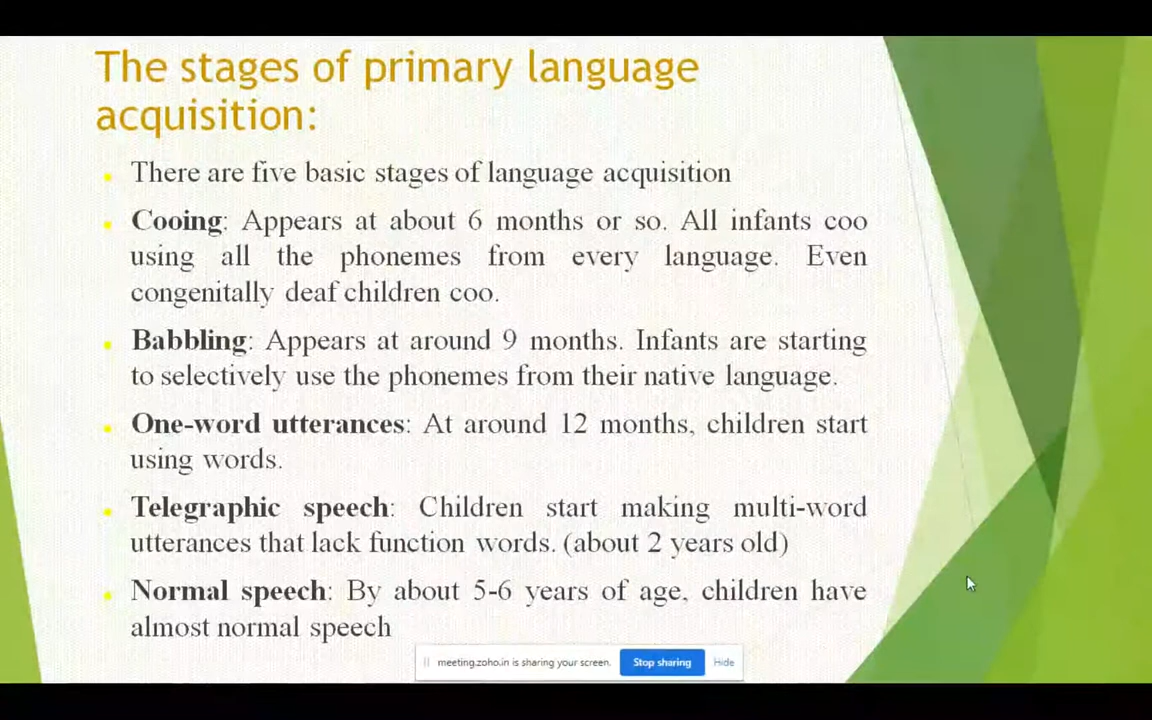 The stages of primary language
acquisition:
There are five basic stages of language acquisition
Cooing: Appears at about 6 months or so. All infants coo
using all the phonemes from every language. Even
congenitally deaf children coo.
Babbling: Appears at around 9 months. Infants are starting
to selectively use the phonemes from their native language.
One-word utterances: At around 12 months, children start
using words.
Telegraphic speech: Children start making multi-word
utterances that lack function words. (about 2 years old)
Normal speech: By about 5-6 years of age, children have
almost normal speech
meeting.zoho.in is sharing your screen. Stop sharing Hide